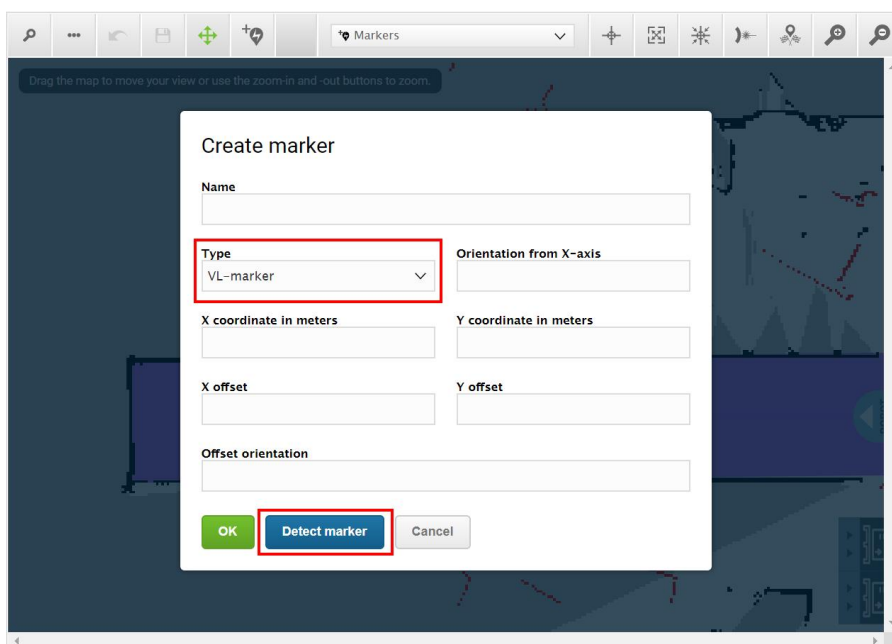 Markers
Drag the map to move your view or use the zoom-in and -out buttons to zoom.
Create marker
Name
Type
Orientation from X-axis
VL-marker
X coordinate in meters
Y coordinate in meters
X offset
Y offset
Offset orientation
OK
Detect marker
Cancel